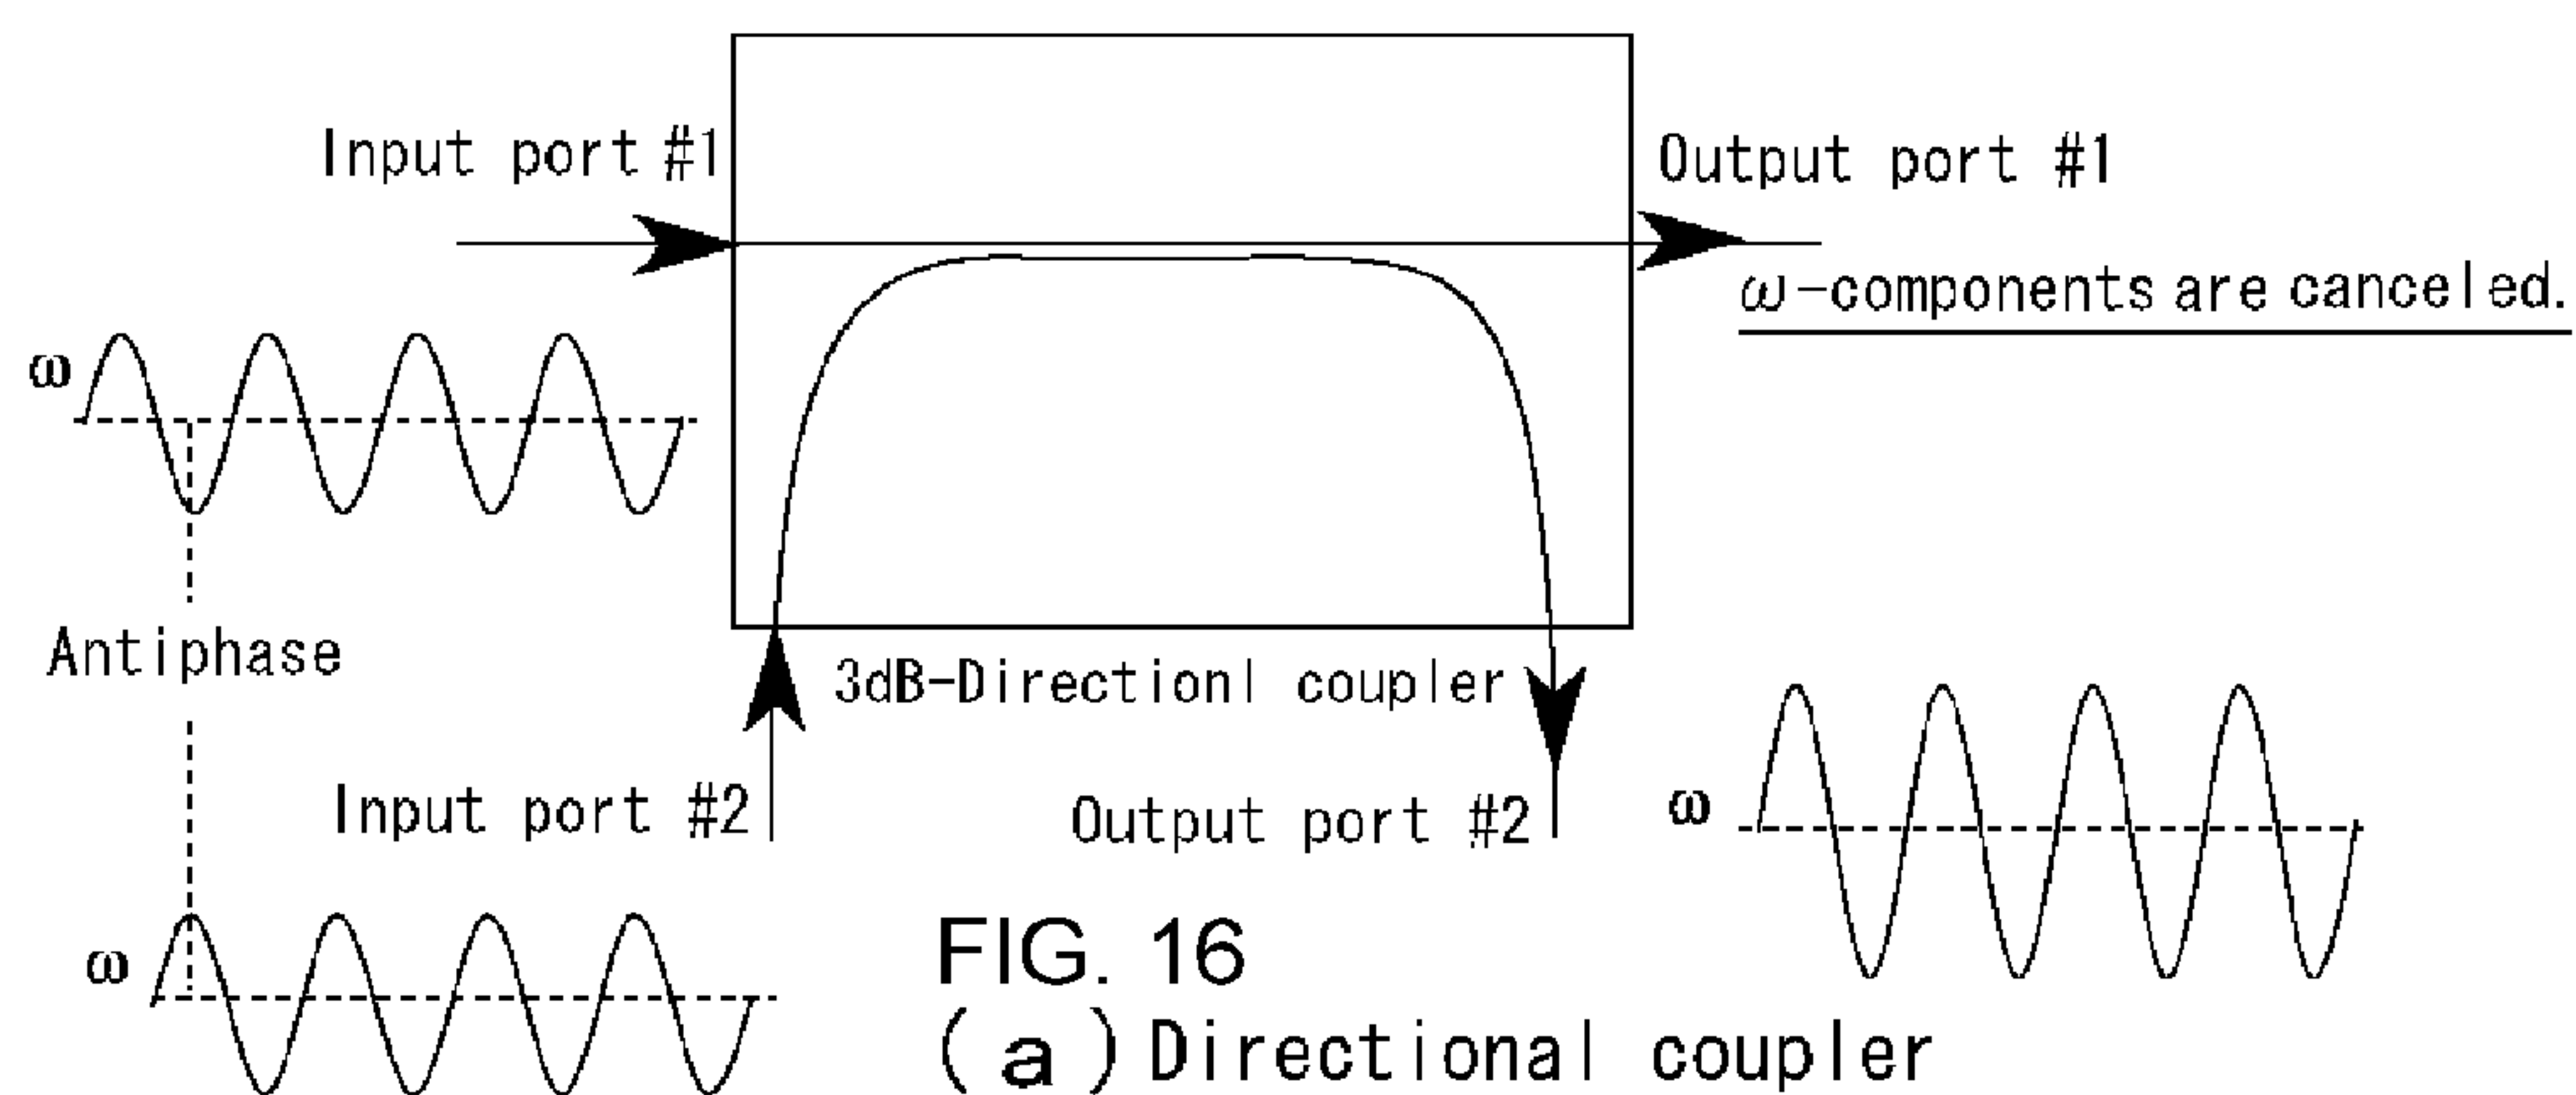 Input port #1
Output port #1
ω-components are canceled.
ω
Antiphase
3dB-Directionl coupler
Input port #2
Output port #2
ω
ω
FIG. 16
(a) Directional coupler